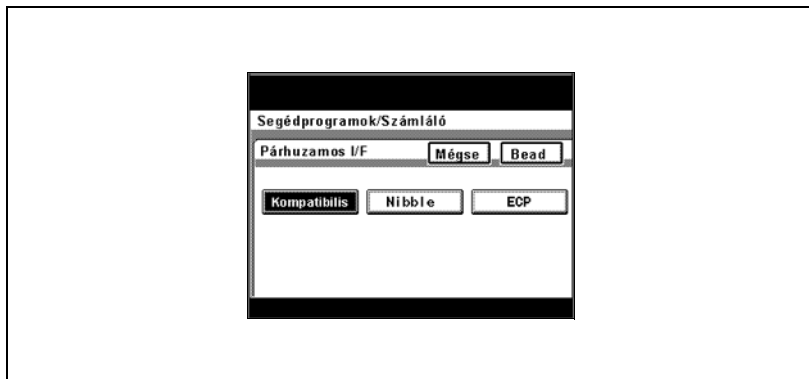 Segédprogramok/Számláló
Párhuzamos I/F Mégse Bead
Kompatibilis Nibble ECP